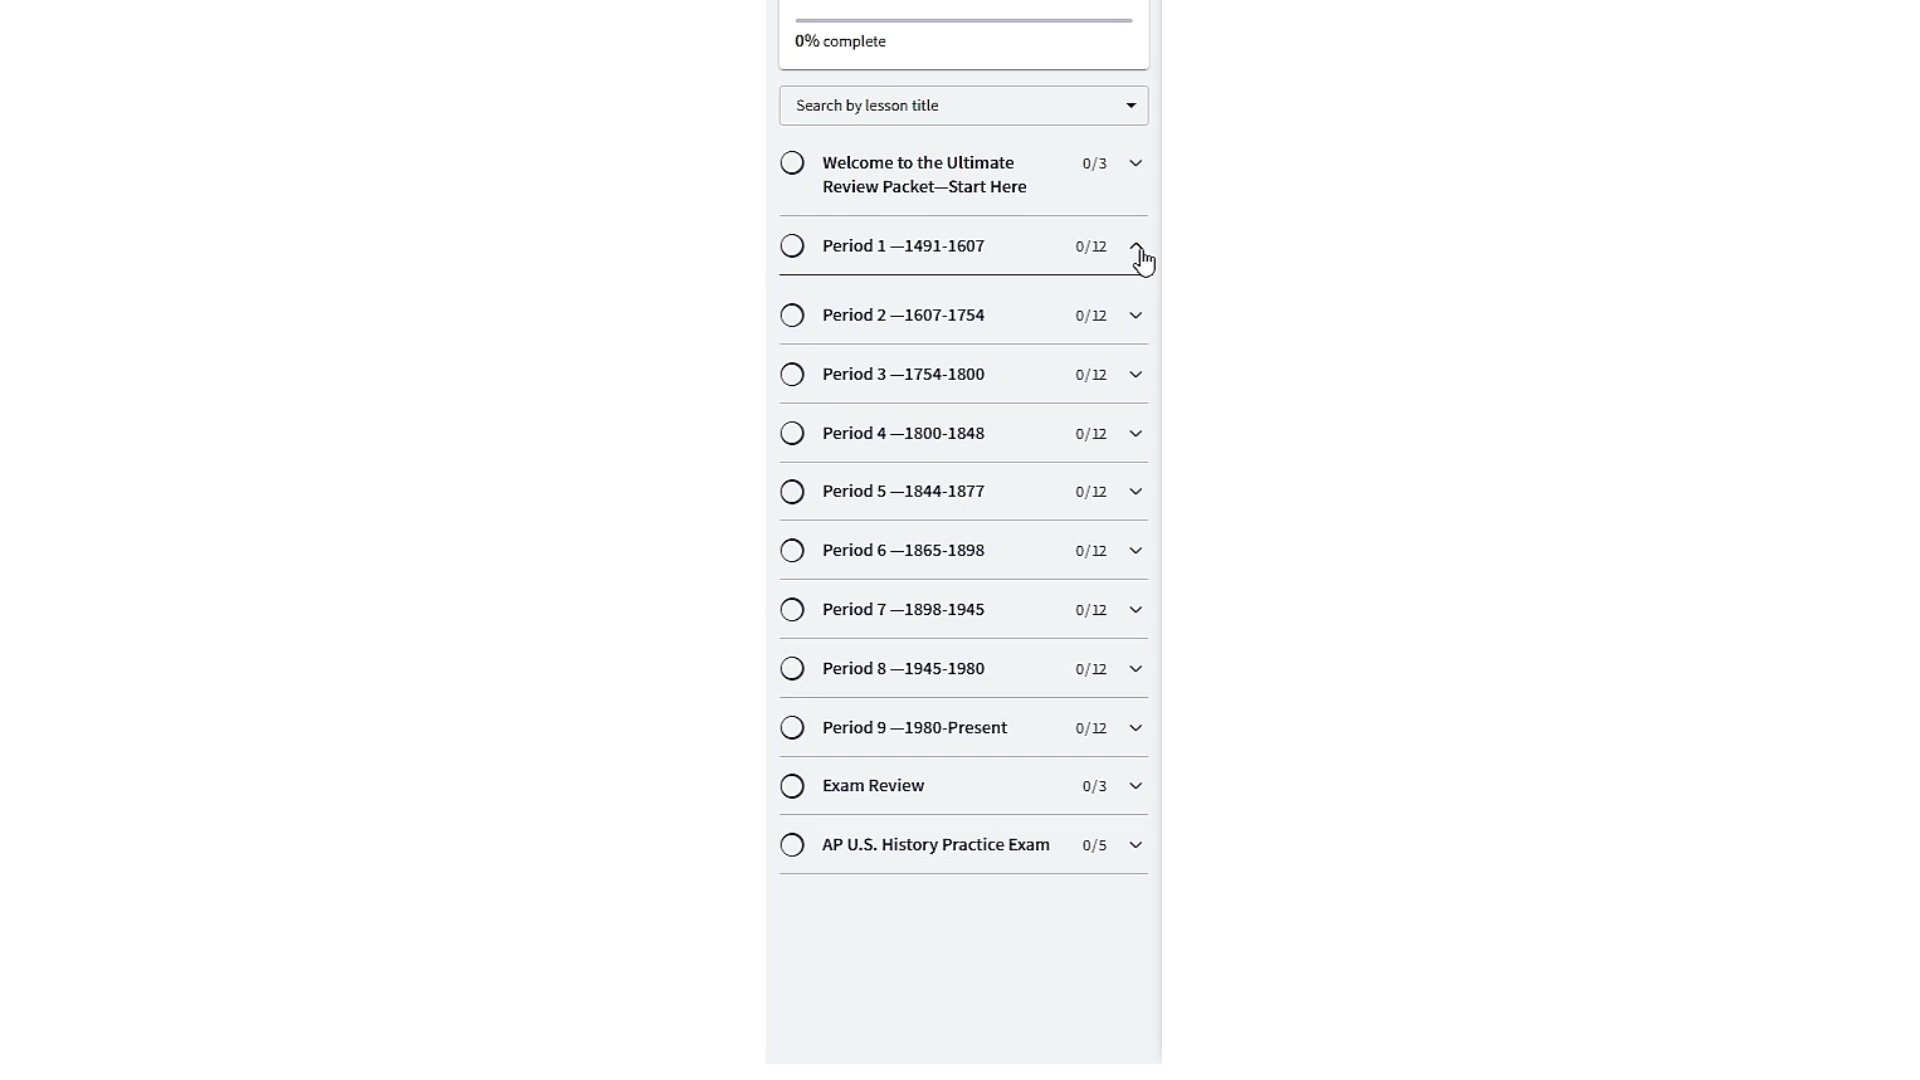 0% complete
Search by lesson title
Welcome to the Ultimate 0/3
Review Packet—Start Here
Period 1 —1491-1607 0/12
Period 2 —1607-1754 0/12
Period 3 —1754-1800 0/12
Period 4 —1800-1848 0/12
Period 5 —1844-1877 0/12
Period 6 —1865-1898 0/12
Period 7 —1898-1945 0/12
Period 8 —1945-1980 0/12
Period 9 —1980-Present 0/12
Exam Review 0/3
AP U.S. History Practice Exam 0/5